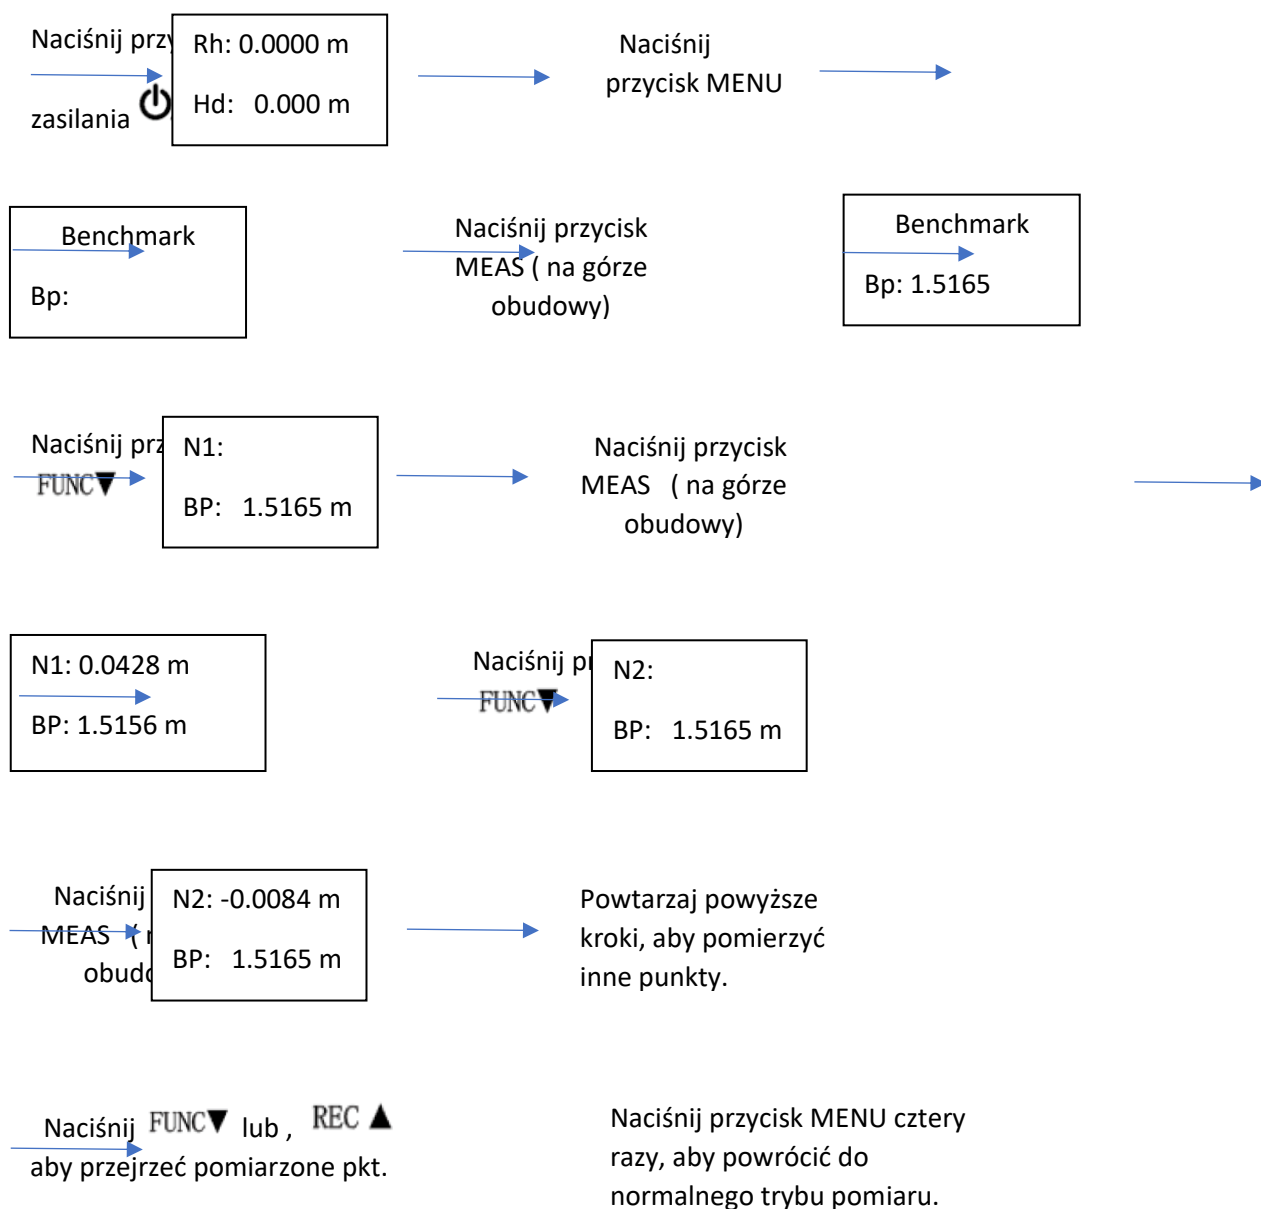 Naciśnij
Rh: 0.0000 m
Naciśnij
przycisk MENU
zasilania
Hd: 0.000 m
Benchmark
Naciśnij przycisk
MEAS ( na górze
obudowy)
Benchmark
Bp:
Bp: 1.5165
Naciśnij
FUNC▼
N1:
BP: 1.5165 m
Naciśnij przycisk
MEAS ( na górze
obudowy)
N1: 0.0428 m
BP: 1.5156 m
Naciśnij
FUNC▼
N2:
BP: 1.5165 m
Naciśnij
MEAS (
N2: -0.0084 m
BP: 1.5165 m
Powtarzaj powyższe
kroki, aby pomierzyć
inne punkty.
Naciśnij FUNC▼ lub , REC ▲
aby przejrzeć pomiarzone pkt.
Naciśnij przycisk MENU cztery
razy, aby powrócić do
normalnego trybu pomiaru.